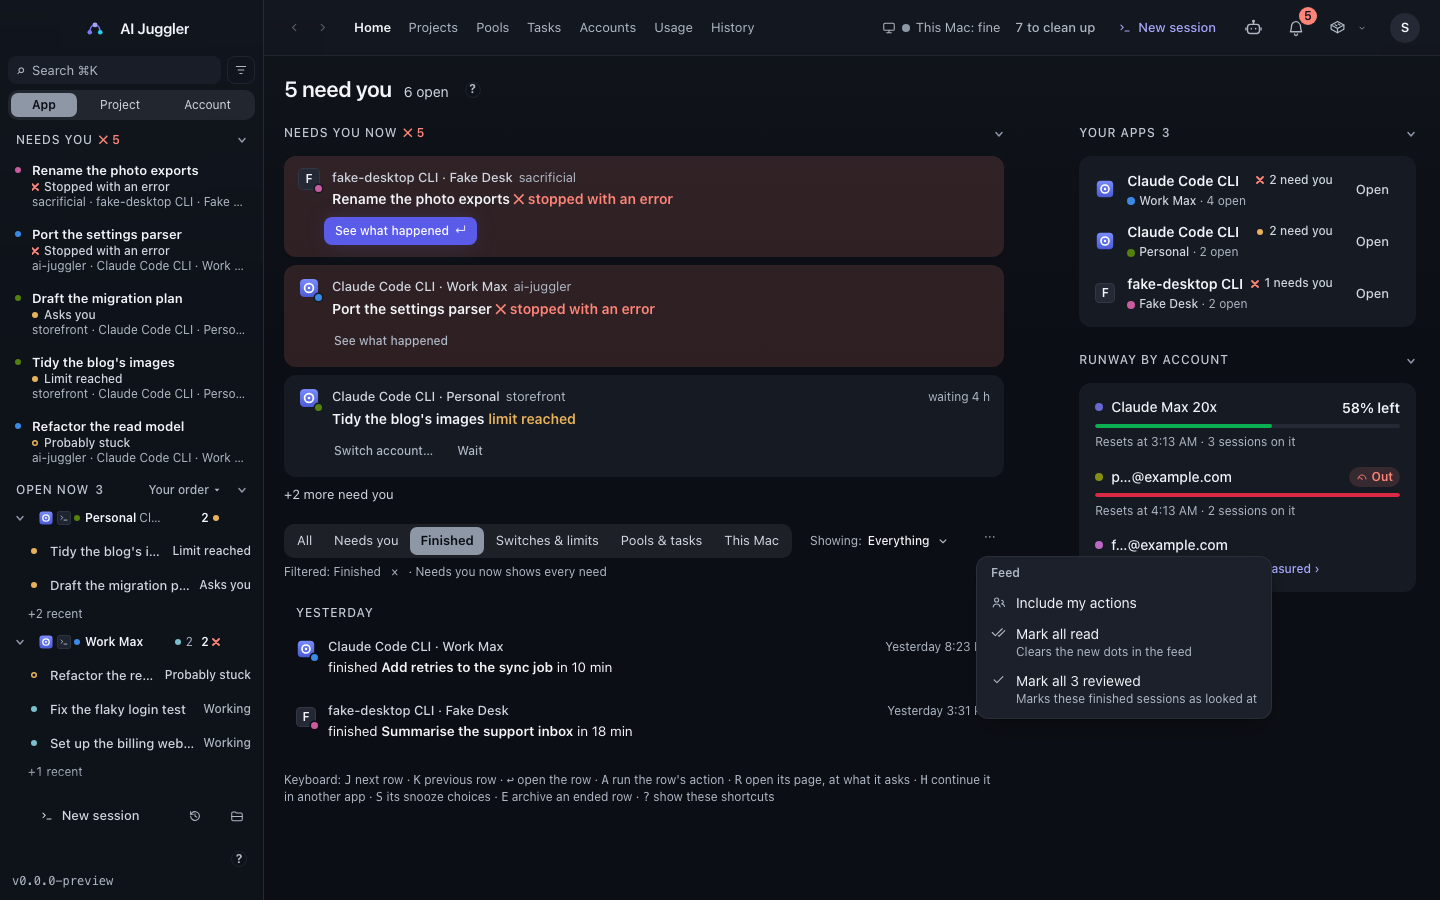 AI Juggler
Search ⌘K
App Project Account
NEEDS YOU 5
Rename the photo exports
Stopped with an error
sacrificial · fake-desktop CLI · Fake ...
Port the settings parser
Stopped with an error
ai-juggler · Claude Code CLI · Work ...
Draft the migration plan
Asks you
storefront · Claude Code CLI · Perso...
Tidy the blog's images
Limit reached
storefront · Claude Code CLI · Perso...
Refactor the read model
Probably stuck
ai-juggler · Claude Code CLI · Work ...
OPEN NOW 3 Your order
Personal Cl... 2
Tidy the blog's i... Limit reached
Draft the migration p... Asks you
+2 recent
Work Max 2 2
Refactor the re... Probably stuck
Fix the flaky login test Working
Set up the billing web... Working
+1 recent
New session
?
v0.0.0-preview
Home Projects Pools Tasks Accounts Usage History
This Mac: fine 7 to clean up New session 5 S
5 need you 6 open ?
NEEDS YOU NOW 5
F fake-desktop CLI · Fake Desk sacrificial
Rename the photo exports stopped with an error
See what happened ↵
Claude Code CLI · Work Max ai-juggler
Port the settings parser stopped with an error
See what happened
Claude Code CLI · Personal storefront waiting 4 h
Tidy the blog's images limit reached
Switch account... Wait
+2 more need you
All Needs you Finished Switches & limits Pools & tasks This Mac Showing: Everything ...
Filtered: Finished × · Needs you now shows every need
YESTERDAY
Claude Code CLI · Work Max Yesterday 8:23
finished Add retries to the sync job in 10 min
F fake-desktop CLI · Fake Desk Yesterday 3:31
finished Summarise the support inbox in 18 min
Keyboard: J next row · K previous row · ↩ open the row · A run the row's action · R open its page, at what it asks · H continue it
in another app · S its snooze choices · E archive an ended row · ? show these shortcuts
YOUR APPS 3
Claude Code CLI 2 need you Open
Work Max · 4 open
Claude Code CLI 2 need you Open
Personal · 2 open
F fake-desktop CLI 1 needs you Open
Fake Desk · 2 open
RUNWAY BY ACCOUNT
Claude Max 20x 58% left
Resets at 3:13 AM · 3 sessions on it
p...@example.com Out
Resets at 4:13 AM · 2 sessions on it
f...@example.com
asured ›
Feed
Include my actions
Mark all read
Clears the new dots in the feed
Mark all 3 reviewed
Marks these finished sessions as looked at